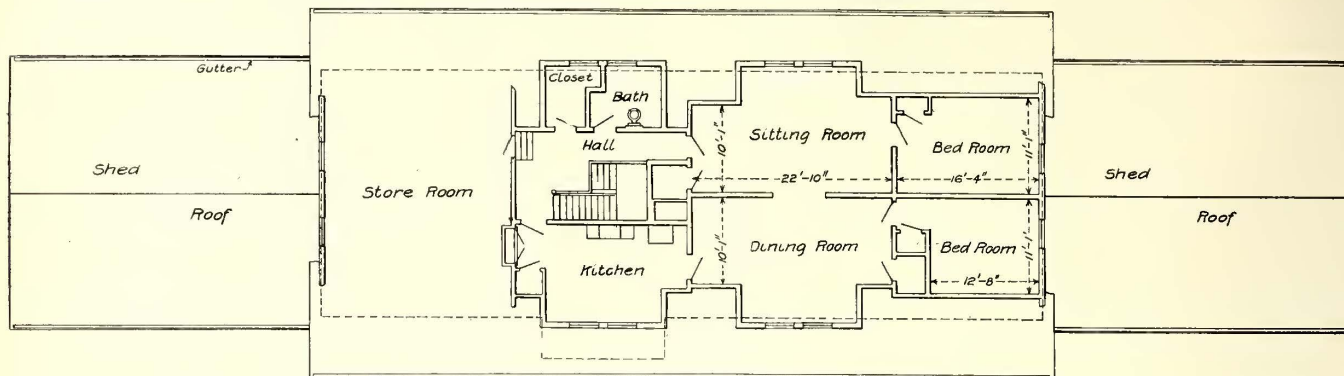 Gutter
Closet
Bath
Hall
Sitting Room
10'-1"
22'-10"
Bed Room
11'-1"
16'-4"
Shed
Roof
Store Room
Shed
Roof
Kitchen
Dining Room
10'-1"
Bed Room
11'-1"
12'-8"